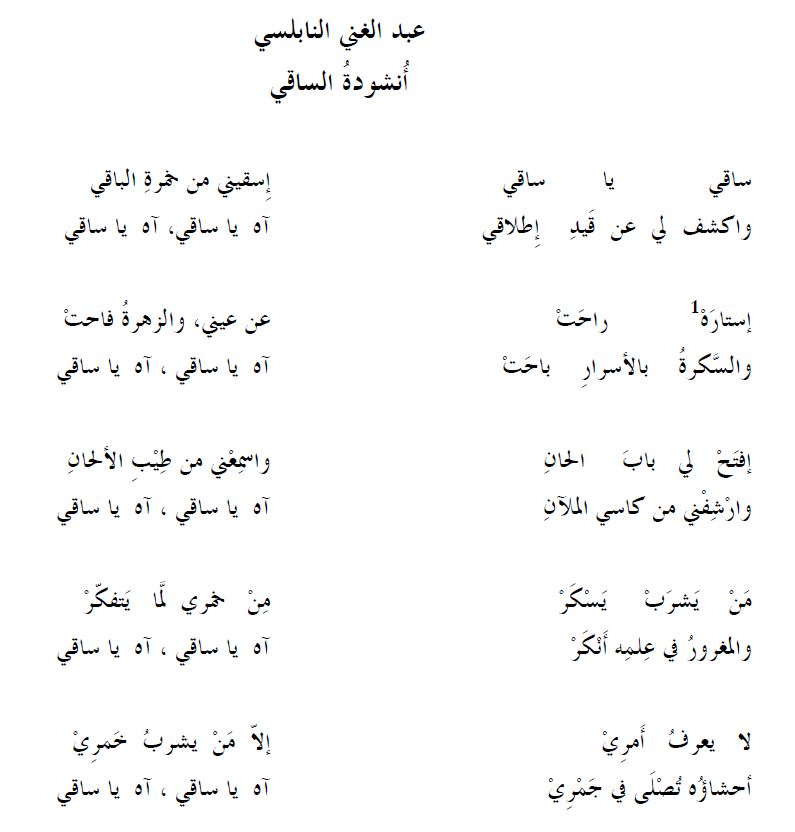 عبد الغني النابلسي
أُنشودةُ الساقي
ساقي يا ساقي إِسقيني من خمرةِ الباقي
واكشف لي عن قَيدِ إِطلاقي آه يا ساقي، آه يا ساقي
إستارَهْ1 راحَتْ عن عيني، والزهرةُ فاحتْ
والسَّكرةُ بالأسرارِ باحَتْ آه يا ساقي ، آه يا ساقي
إفتَحْ لي بابَ الحانِ واسمِعْني من طِيْبِ الألحانِ
وارْشِفْني من كاسي الملآنِ آه يا ساقي ، آه يا ساقي
مَنْ يَشرَبْ يَسْكَرْ مِنْ خمري لمَّا يَتفكّرْ
والمغرورُ في عِلمِه أَنْكَرْ آه يا ساقي ، آه يا ساقي
لا يعرفُ أَمرِيْ إلاّ مَنْ يشربُ خَمرِيْ
أحشاؤُه تُصْلَى في جَمْرِيْ آه يا ساقي ، آه يا ساقي